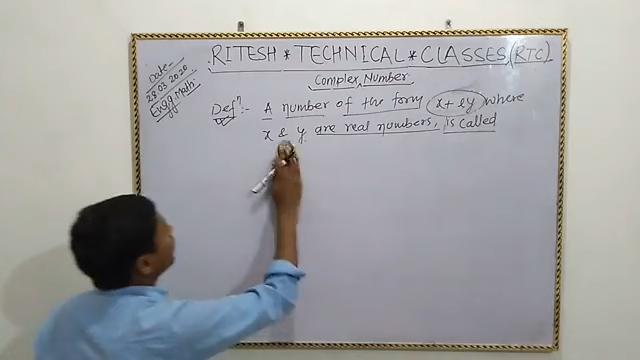 RITESH * TECHNICAL * CLASSES (RTC)
Date-
28.03.2020
Engg. Math.
Complex Number
Defⁿ :- A number of the form x + iy where
x & y are real numbers, is called